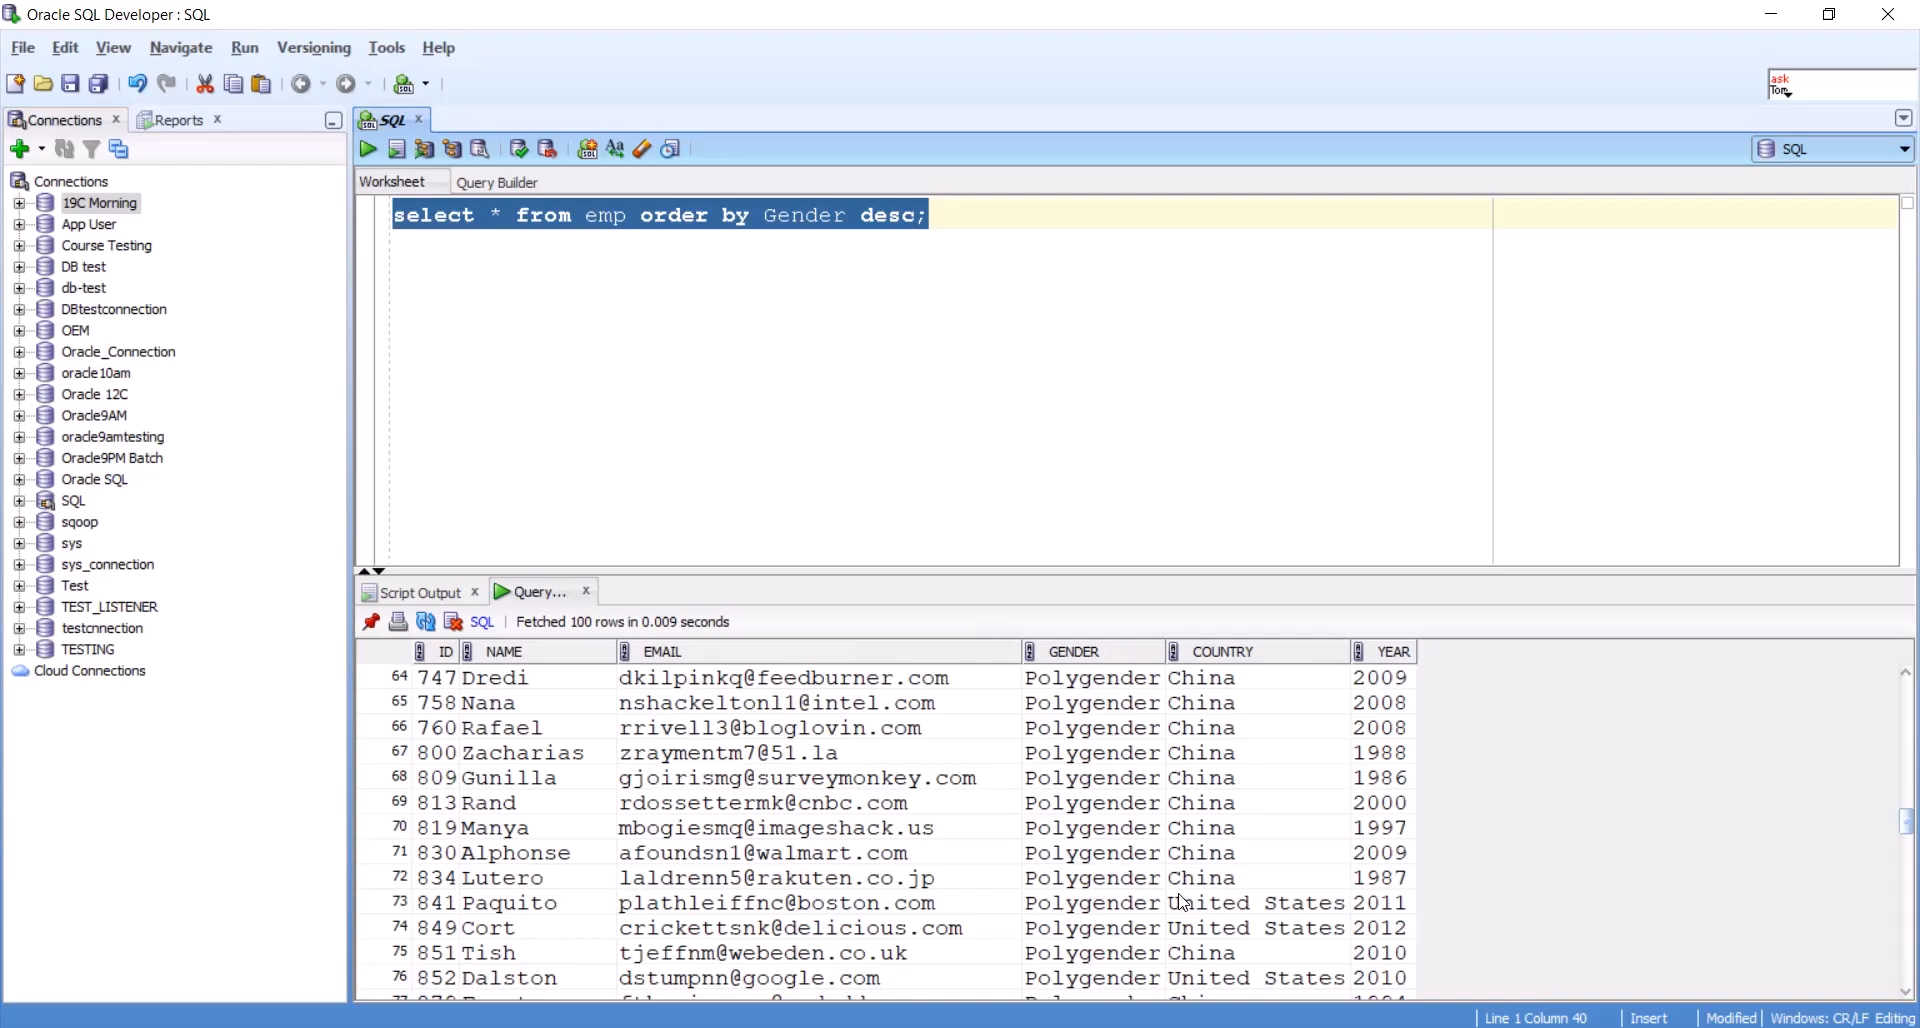 Oracle SQL Developer : SQL
File Edit View Navigate Run Versioning Tools Help
ask
Tom
Connections x Reports x
SQL x
SQL
Worksheet Query Builder
select * from emp order by Gender desc;
Connections
19C Morning
App User
Course Testing
DB test
db-test
DBtestconnection
OEM
Oracle_Connection
oracle10am
Oracle 12C
Oracle9AM
oracle9amtesting
Oracle9PM Batch
Oracle SQL
SQL
sqoop
sys
sys_connection
Test
TEST_LISTENER
testcnnection
TESTING
Cloud Connections
Script Output x Query... x
SQL | Fetched 100 rows in 0.009 seconds
ID NAME EMAIL GENDER COUNTRY YEAR
64 747 Dredi dkilpinkq@feedburner.com Polygender China 2009
65 758 Nana nshackeltonl1@intel.com Polygender China 2008
66 760 Rafael rrivell3@bloglovin.com Polygender China 2008
67 800 Zacharias zraymentm7@51.la Polygender China 1988
68 809 Gunilla gjoirismg@surveymonkey.com Polygender China 1986
69 813 Rand rdossettermk@cnbc.com Polygender China 2000
70 819 Manya mbogiesmq@imageshack.us Polygender China 1997
71 830 Alphonse afoundsn1@walmart.com Polygender China 2009
72 834 Lutero laldrenn5@rakuten.co.jp Polygender China 1987
73 841 Paquito plathleiffnc@boston.com Polygender United States 2011
74 849 Cort crickettsnk@delicious.com Polygender United States 2012
75 851 Tish tjeffnm@webeden.co.uk Polygender China 2010
76 852 Dalston dstumpnn@google.com Polygender United States 2010
Line 1 Column 40 | Insert | Modified | Windows: CR/LF Editing